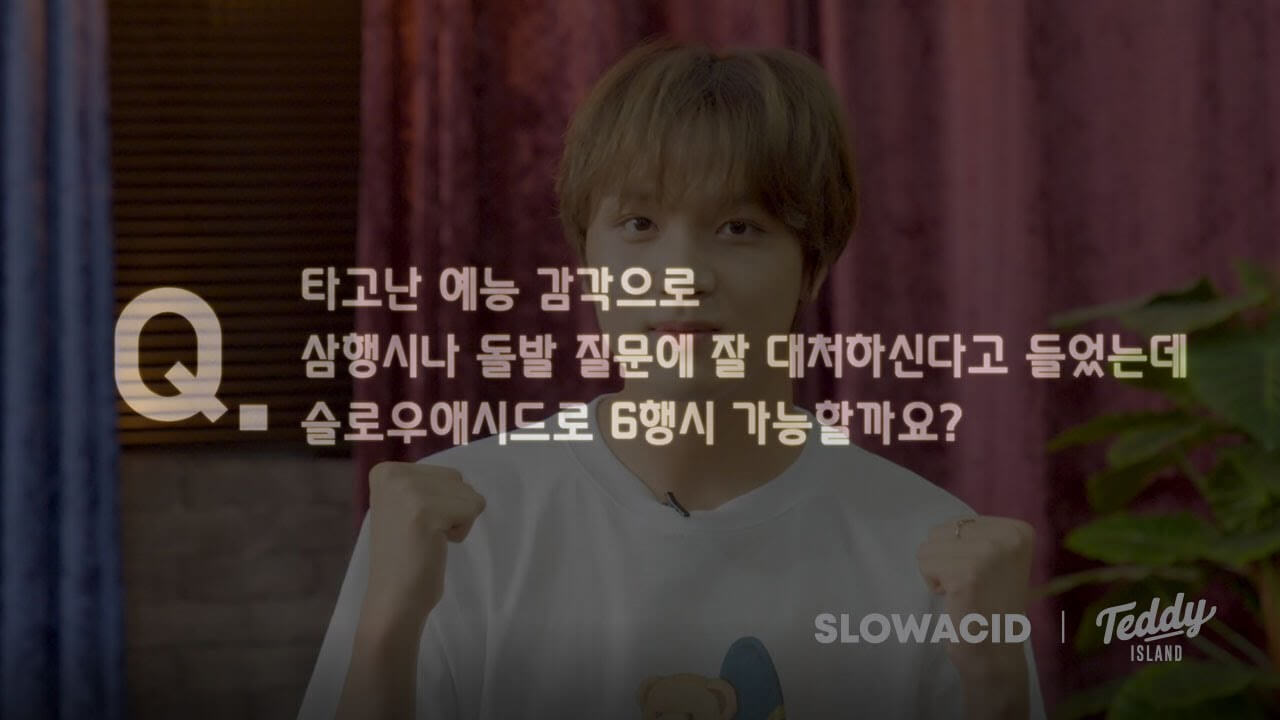 Q.
타고난 예능 감각으로
삼행시나 돌발 질문에 잘 대처하신다고 들었는데
슬로우애시드로 6행시 가능할까요?
SLOWACID | Teddy
ISLAND